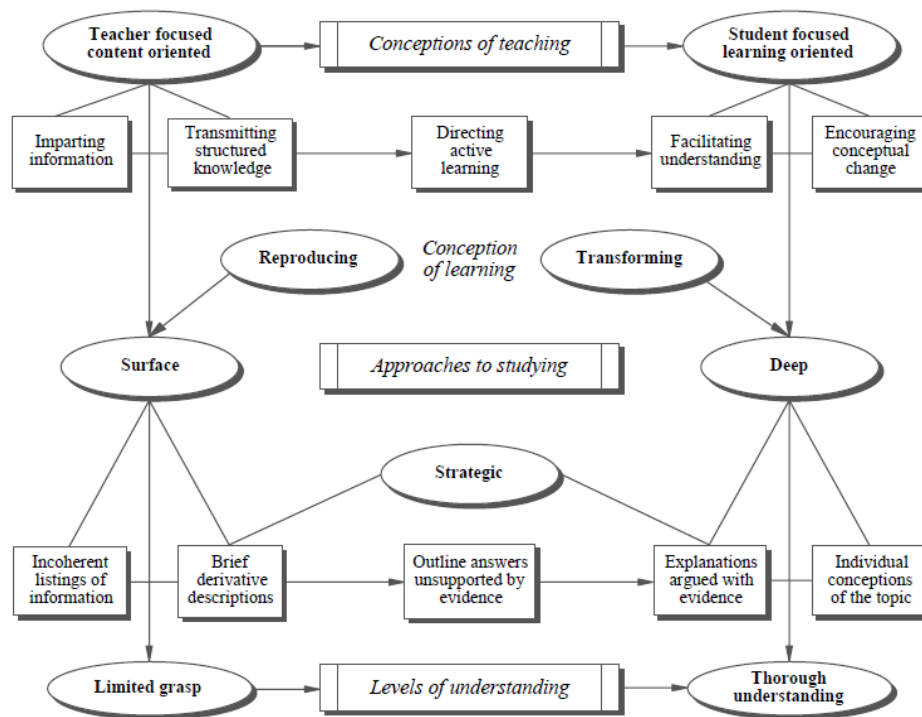 Teacher focused
content oriented
Conceptions of teaching
Student focused
learning oriented
Imparting
information
Transmitting
structured
knowledge
Directing
active
learning
Facilitating
understanding
Encouraging
conceptual
change
Reproducing
Conception
of learning
Transforming
Surface
Approaches to studying
Deep
Strategic
Incoherent
listings of
information
Brief
derivative
descriptions
Outline answers
unsupported by
evidence
Explanations
argued with
evidence
Individual
conceptions
of the topic
Limited grasp
Levels of understanding
Thorough
understanding